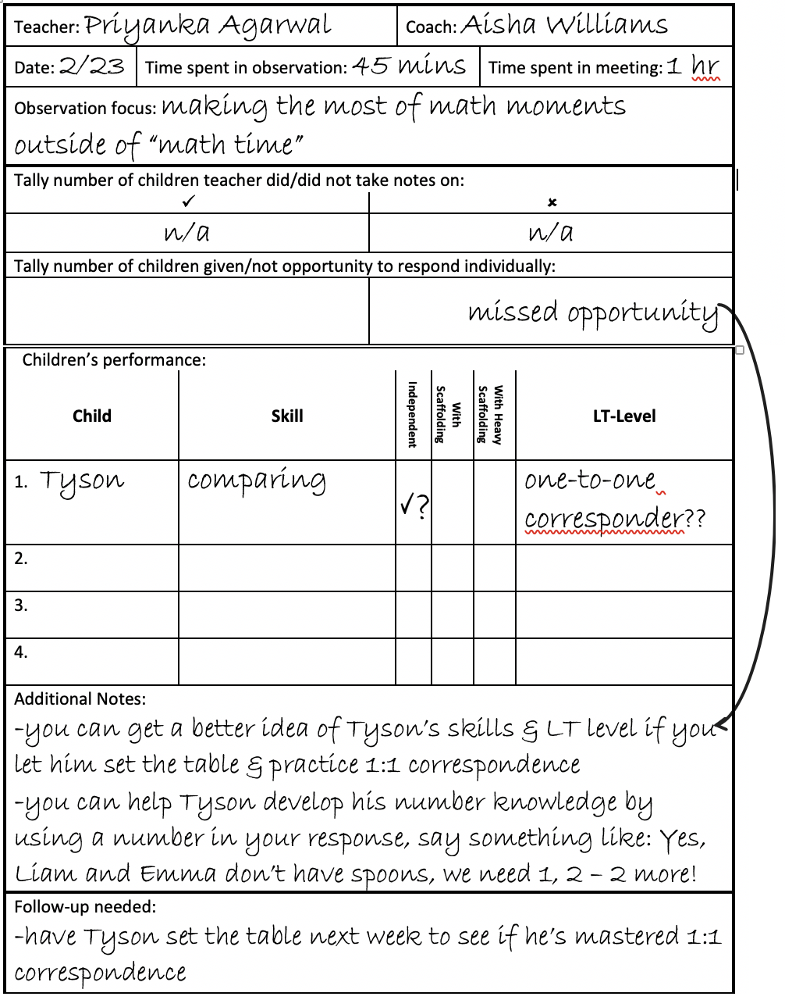 Teacher: Priyanka Agarwal Coach: Aisha Williams
Date: 2/23 Time spent in observation: 45 mins Time spent in meeting: 1 hr
Observation focus: making the most of math moments
outside of “math time”
Tally number of children teacher did/did not take notes on:
✓ ×
n/a n/a
Tally number of children given/not opportunity to respond individually:
missed opportunity
Children’s performance:
Child Skill Independent With Scaffolding With Heavy Scaffolding LT-Level
1. Tyson comparing ✓? one-to-one
corresponder??
2.
3.
4.
Additional Notes:
-you can get a better idea of Tyson’s skills & LT level if you
let him set the table & practice 1:1 correspondence
-you can help Tyson develop his number knowledge by
using a number in your response, say something like: Yes,
Liam and Emma don’t have spoons, we need 1, 2 – 2 more!
Follow-up needed:
-have Tyson set the table next week to see if he’s mastered 1:1
correspondence